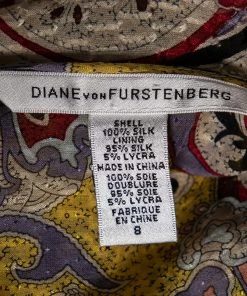 DIANE VON FURSTENBERG
SHELL
100% SILK
LINING
95% SILK
5% LYCRA
MADE IN CHINA
100% SOIE
DOUBLURE
95% SOIE
5% LYCRA
FABRIQUE
EN CHINE
8